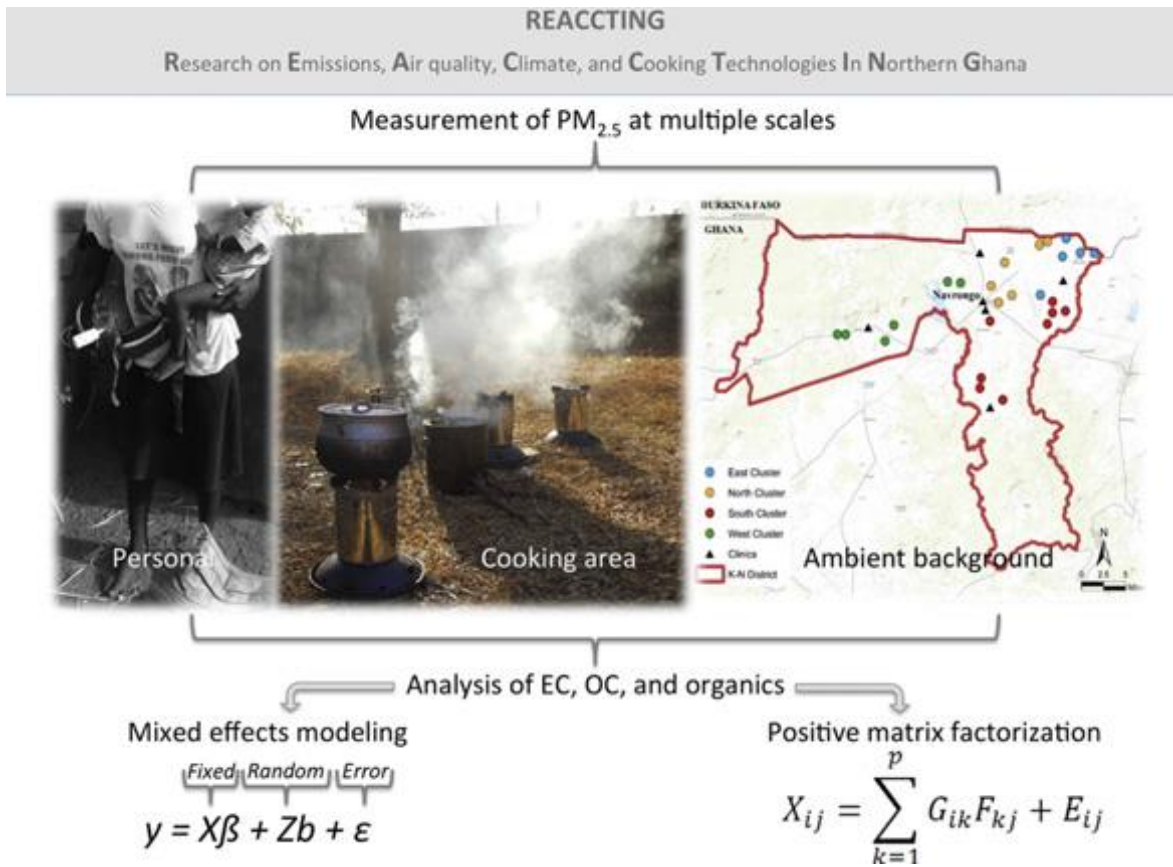 REACCTING
Research on Emissions, Air quality, Climate, and Cooking Technologies In Northern Ghana
Measurement of PM2.5 at multiple scales
Personal
Cooking area
BURKINA FASO
GHANA
Navrongo
East Cluster
North Cluster
South Cluster
West Cluster
Clinics
K-N District
N
Ambient background
Analysis of EC, OC, and organics
Mixed effects modeling
Fixed Random Error
y = Xβ + Zb + ε
Positive matrix factorization
p
X_ij = ∑ G_ik F_kj + E_ij
k=1